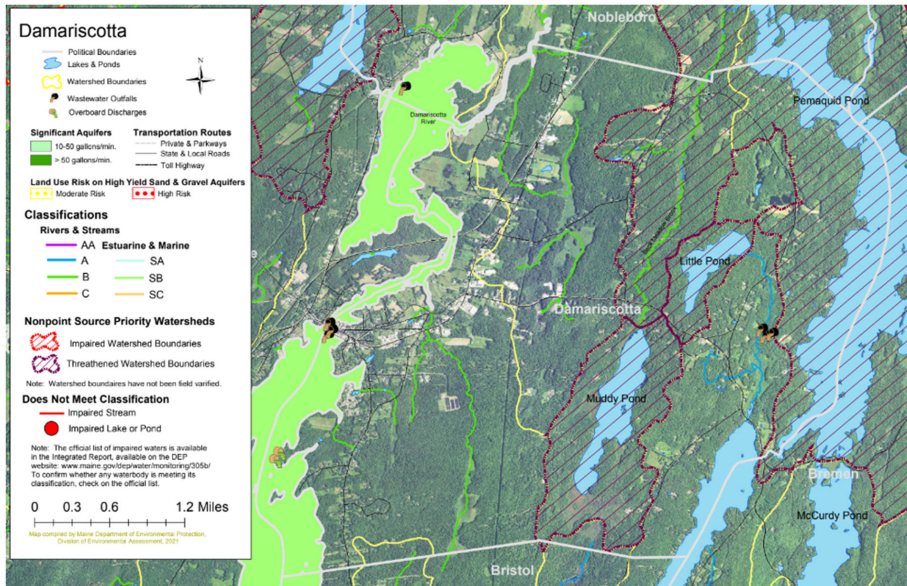 Damariscotta
Political Boundaries
Lakes & Ponds
Watershed Boundaries
Wastewater Outfalls
Overboard Discharges
N
Significant Aquifers
10-50 gallons/min.
> 50 gallons/min.
Transportation Routes
Private & Parkways
State & Local Roads
Toll Highway
Land Use Risk on High Yield Sand & Gravel Aquifers
Moderate Risk
High Risk
Classifications
Rivers & Streams
AA
A
B
C
Estuarine & Marine
SA
SB
SC
Nonpoint Source Priority Watersheds
Impaired Watershed Boundaries
Threathened Watershed Boundaries
Note: Watershed boundaires have not been field varified.
Does Not Meet Classification
Impaired Stream
Impaired Lake or Pond
Note: The official list of impaired waters is available
in the Integrated Report, available on the DEP
website: www.maine.gov/dep/water/monitoring/305b/
To confirm whether any waterbody is meeting its
classification, check on the official list.
0 0.3 0.6 1.2 Miles
Map compiled by Maine Department of Environmental Protection,
Division of Environmental Assessment, 2021
Nobleboro
Pemaquid Pond
Damariscotta
River
Little Pond
Damariscotta
Muddy Pond
Bremen
McCurdy Pond
Bristol